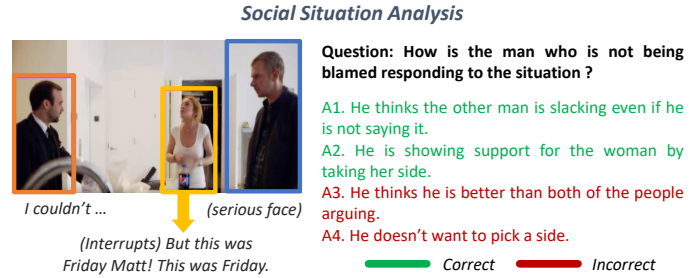 Social Situation Analysis
I couldn't ...
(serious face)
(Interrupts) But this was
Friday Matt! This was Friday.
Question: How is the man who is not being
blamed responding to the situation ?
A1. He thinks the other man is slacking even if he
is not saying it.
A2. He is showing support for the woman by
taking her side.
A3. He thinks he is better than both of the people
arguing.
A4. He doesn't want to pick a side.
Correct
Incorrect